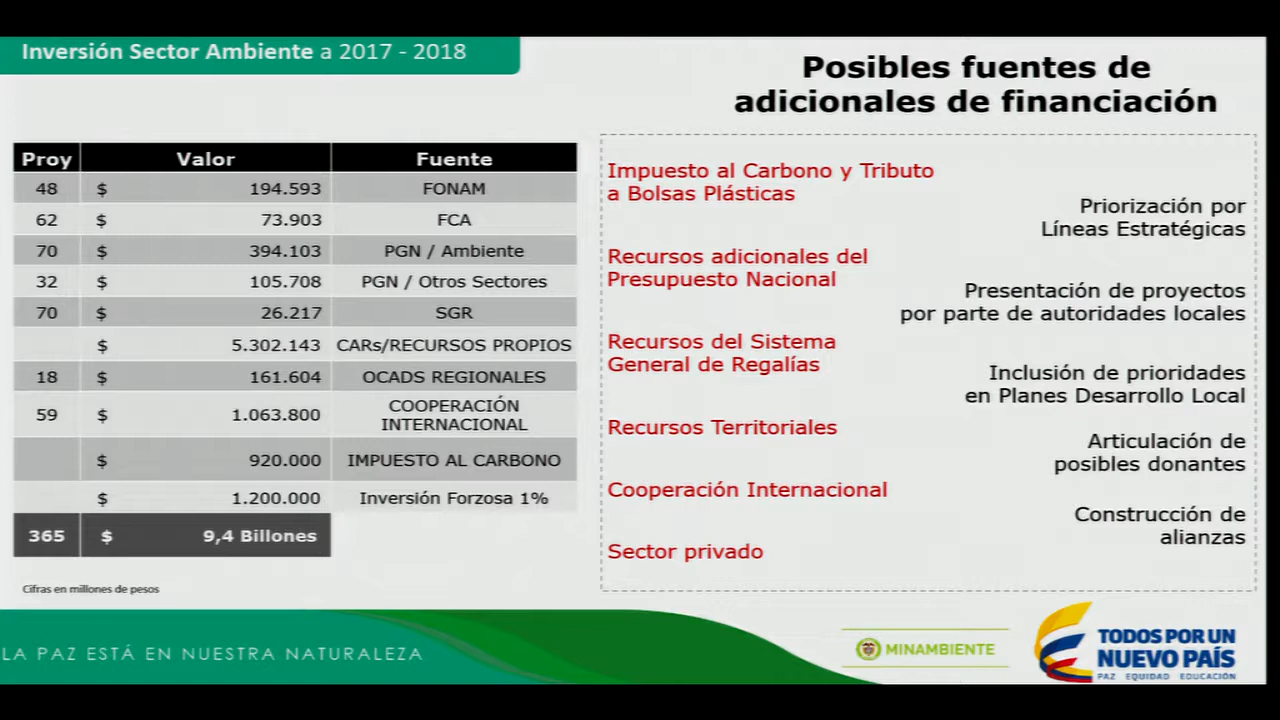 Inversión Sector Ambiente a 2017 - 2018
Posibles fuentes de
adicionales de financiación
Proy Valor Fuente
48 $ 194.593 FONAM
62 $ 73.903 FCA
70 $ 394.103 PGN / Ambiente
32 $ 105.708 PGN / Otros Sectores
70 $ 26.217 SGR
$ 5.302.143 CARs/RECURSOS PROPIOS
18 $ 161.604 OCADS REGIONALES
59 $ 1.063.800 COOPERACIÓN
INTERNACIONAL
$ 920.000 IMPUESTO AL CARBONO
$ 1.200.000 Inversión Forzosa 1%
365 $ 9,4 Billones
Cifras en millones de pesos
Impuesto al Carbono y Tributo
a Bolsas Plásticas
Recursos adicionales del
Presupuesto Nacional
Recursos del Sistema
General de Regalías
Recursos Territoriales
Cooperación Internacional
Sector privado
Priorización por
Líneas Estratégicas
Presentación de proyectos
por parte de autoridades locales
Inclusión de prioridades
en Planes Desarrollo Local
Articulación de
posibles donantes
Construcción de
alianzas
LA PAZ ESTÁ EN NUESTRA NATURALEZA
MINAMBIENTE
TODOS POR UN
NUEVO PAÍS
PAZ EQUIDAD EDUCACIÓN